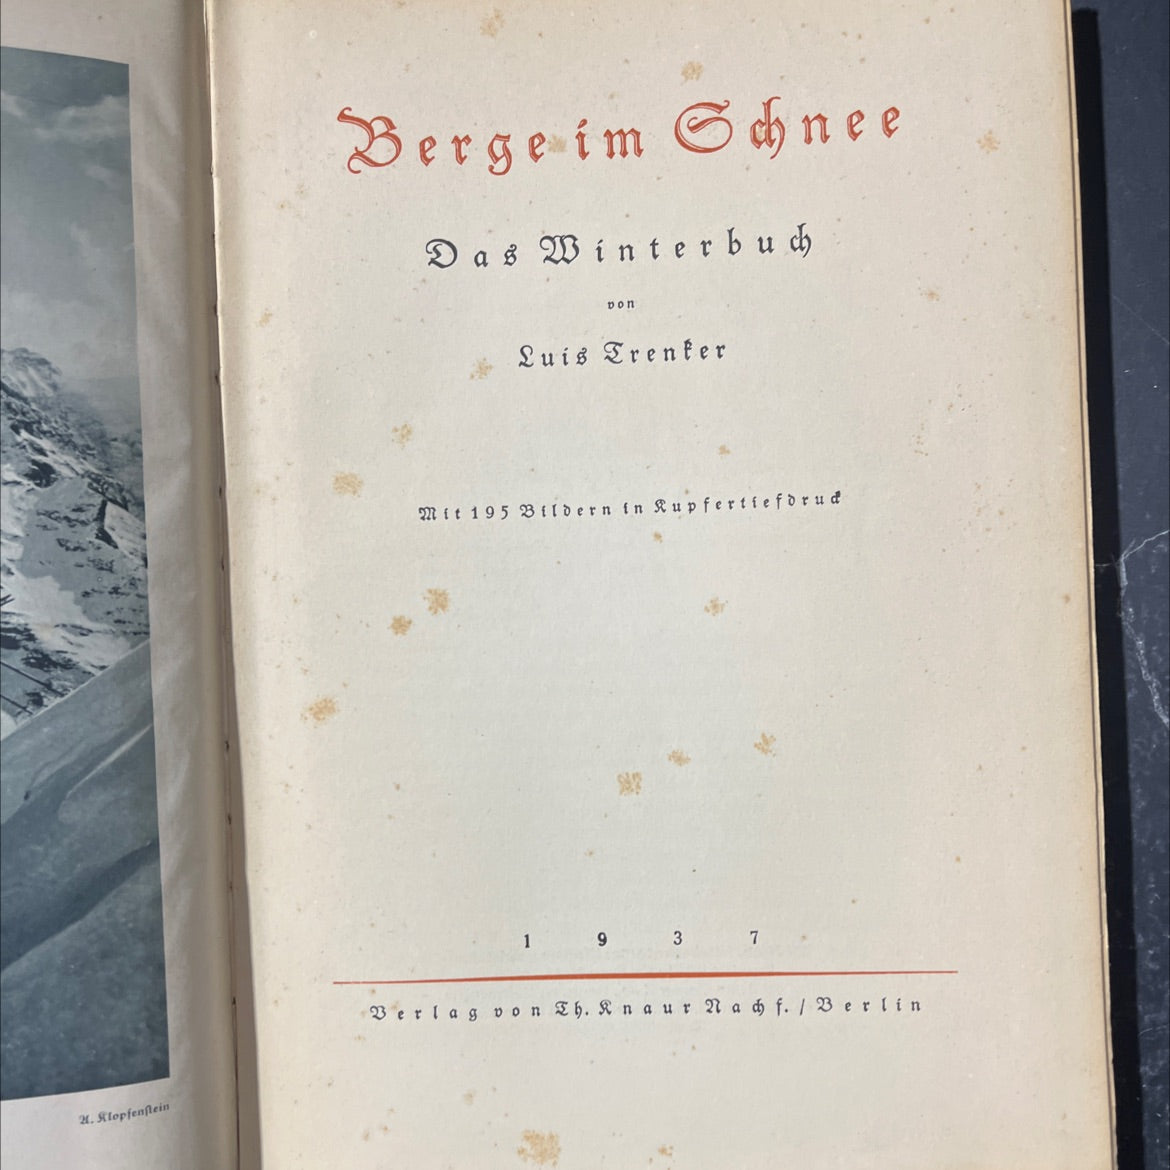 Berge im Schnee
Das Winterbuch
von
Luis Trenker
Mit 195 Bildern in Kupfertiefdruck
1937
Verlag von Th. Knaur Nachf. / Berlin
A. Klopfenstein